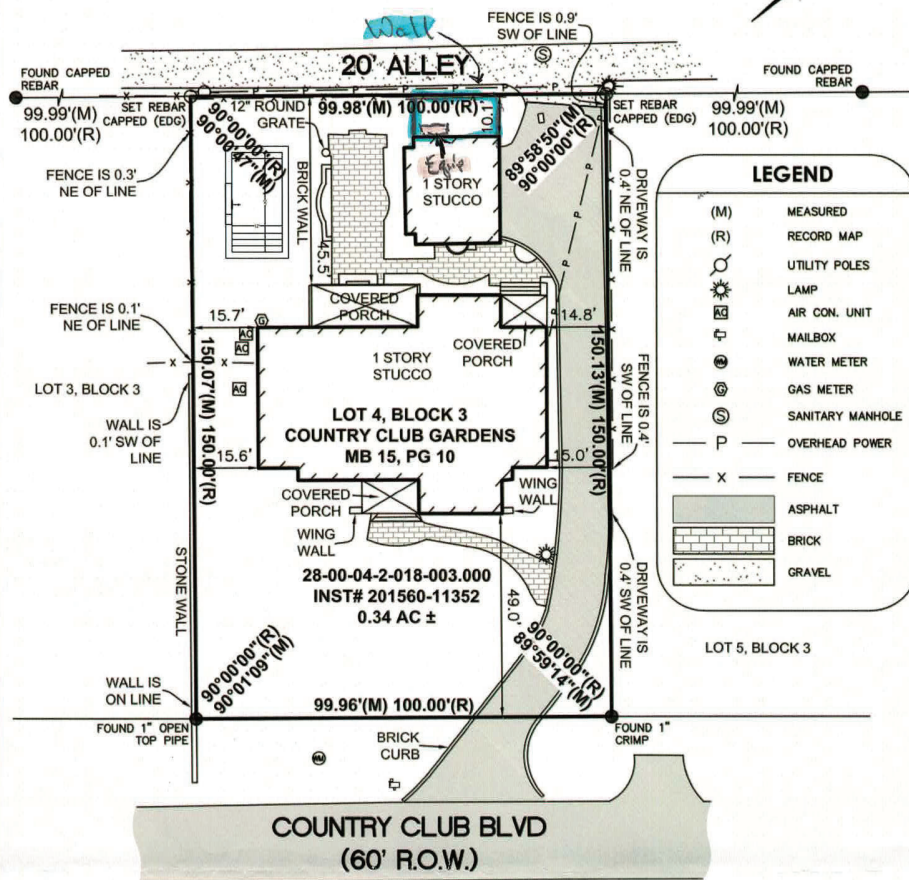 Wall
FENCE IS 0.9'
SW OF LINE
20' ALLEY
FOUND CAPPED
REBAR
FOUND CAPPED
REBAR
99.99'(M)
100.00'(R)
SET REBAR
CAPPED (EDG)
12" ROUND
GRATE
99.98'(M) 100.00'(R)
10.1'
SET REBAR
CAPPED (EDG)
99.99'(M)
100.00'(R)
90°00'00"(R)
90°00'47"(M)
89°58'50"(M)
90°00'00"(R)
Equip
1 STORY
STUCCO
FENCE IS 0.3'
NE OF LINE
BRICK WALL
45.5'
DRIVEWAY IS
0.4' NE OF LINE
LEGEND
(M) MEASURED
(R) RECORD MAP
UTILITY POLES
LAMP
AC AIR CON. UNIT
MAILBOX
WM WATER METER
G GAS METER
S SANITARY MANHOLE
P OVERHEAD POWER
X FENCE
ASPHALT
BRICK
GRAVEL
FENCE IS 0.1'
NE OF LINE
15.7'
COVERED
PORCH
14.8'
G
AC
AC
AC
COVERED
PORCH
1 STORY
STUCCO
LOT 3, BLOCK 3
150.07'(M) 150.00'(R)
150.13'(M) 150.00'(R)
FENCE IS 0.4'
SW OF LINE
WALL IS
0.1' SW OF
LINE
LOT 4, BLOCK 3
COUNTRY CLUB GARDENS
MB 15, PG 10
15.6'
15.0'
COVERED
PORCH
WING
WALL
WING
WALL
STONE WALL
28-00-04-2-018-003.000
INST# 201560-11352
0.34 AC ±
49.0'
DRIVEWAY IS
0.4' SW OF LINE
LOT 5, BLOCK 3
90°00'00"(R)
90°01'09"(M)
90°00'00"(R)
89°59'14"(M)
WALL IS
ON LINE
99.96'(M) 100.00'(R)
FOUND 1" OPEN
TOP PIPE
BRICK
CURB
FOUND 1"
CRIMP
WM
COUNTRY CLUB BLVD
(60' R.O.W.)